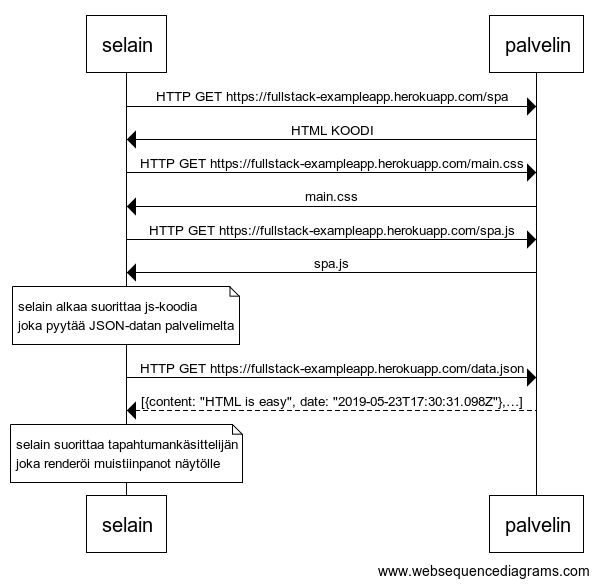 selain palvelin
HTTP GET https://fullstack-exampleapp.herokuapp.com/spa
HTML KOODI
HTTP GET https://fullstack-exampleapp.herokuapp.com/main.css
main.css
HTTP GET https://fullstack-exampleapp.herokuapp.com/spa.js
spa.js
selain alkaa suorittaa js-koodia
joka pyytää JSON-datan palvelimelta
HTTP GET https://fullstack-exampleapp.herokuapp.com/data.json
[{content: "HTML is easy", date: "2019-05-23T17:30:31.098Z"},...]
selain suorittaa tapahtumankäsittelijän
joka renderöi muistiinpanot näytölle
selain palvelin
www.websequencediagrams.com